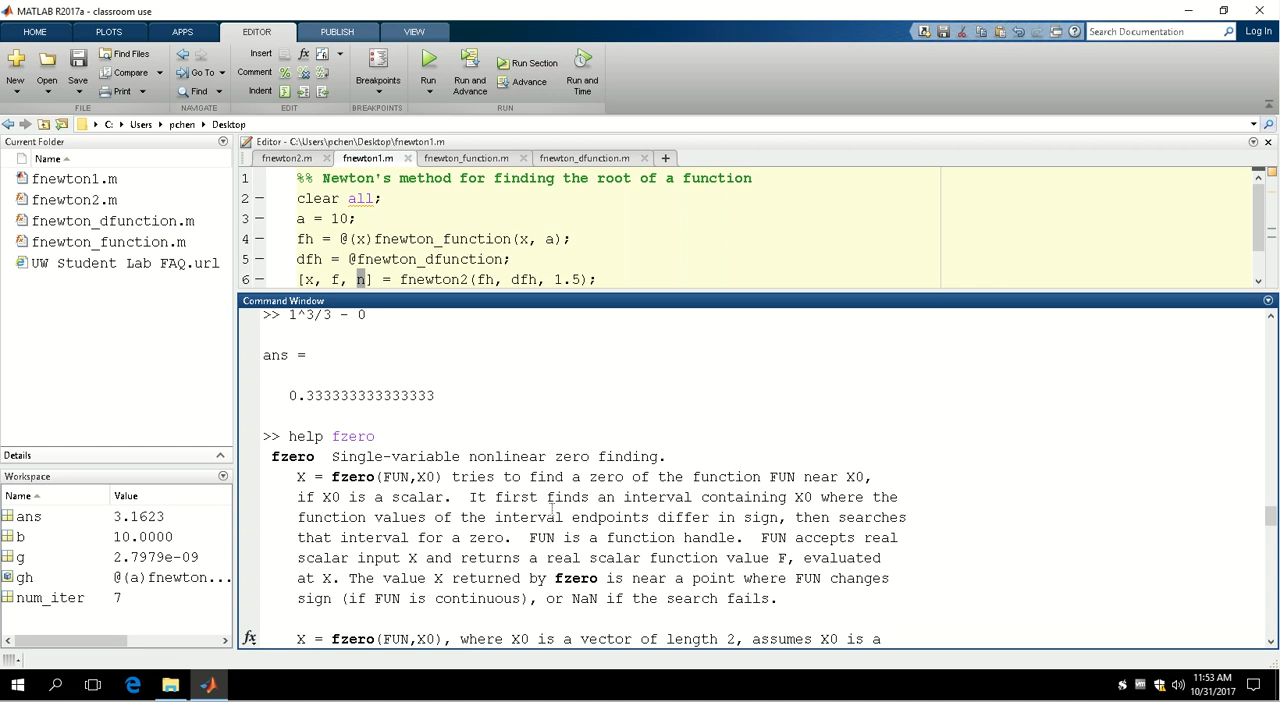 MATLAB R2017a - classroom use
HOME PLOTS APPS EDITOR PUBLISH VIEW Search Documentation Log In
New Open Save Find Files Compare Print
Go To Find
Insert fx
Comment
Indent
Breakpoints Run Run and Advance Run Section Advance Run and Time
FILE NAVIGATE EDIT BREAKPOINTS RUN
C: Users pchen Desktop
Current Folder
Name
fnewton1.m
fnewton2.m
fnewton_dfunction.m
fnewton_function.m
UW Student Lab FAQ.url
Details
Workspace
Name Value
ans 3.1623
b 10.0000
g 2.7979e-09
gh @(a)fnewton...
num_iter 7
Editor - C:\Users\pchen\Desktop\fnewton1.m
fnewton2.m fnewton1.m fnewton_function.m fnewton_dfunction.m
1 %% Newton's method for finding the root of a function
2 clear all;
3 a = 10;
4 fh = @(x)fnewton_function(x, a);
5 dfh = @fnewton_dfunction;
6 [x, f, n] = fnewton2(fh, dfh, 1.5);
Command Window
>> 1^3/3 - 0
ans =
0.333333333333333
>> help fzero
fzero Single-variable nonlinear zero finding.
X = fzero(FUN,X0) tries to find a zero of the function FUN near X0,
if X0 is a scalar. It first finds an interval containing X0 where the
function values of the interval endpoints differ in sign, then searches
that interval for a zero. FUN is a function handle. FUN accepts real
scalar input X and returns a real scalar function value F, evaluated
at X. The value X returned by fzero is near a point where FUN changes
sign (if FUN is continuous), or NaN if the search fails.
X = fzero(FUN,X0), where X0 is a vector of length 2, assumes X0 is a
fx
11:53 AM
10/31/2017